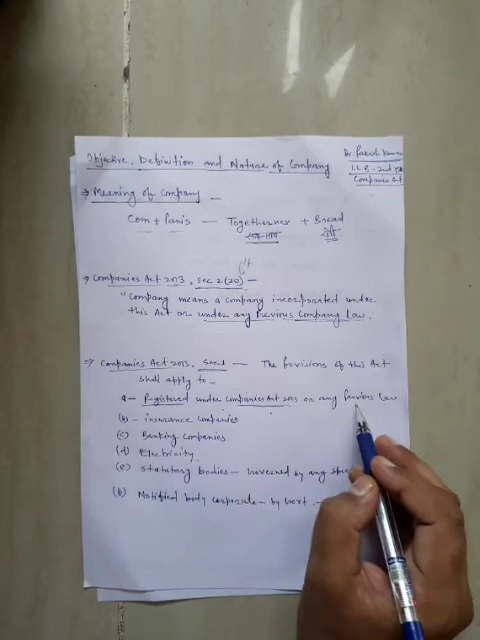 Objective, Definition and Nature of Company
Dr. Rakesh Kumar
LL.B - 2nd
Companies Act
⇒ Meaning of Company –
Com + Panis — Togetherness + Bread
साथ-साथ रोटी
⇒ Companies Act 2013, Sec 2(20) –
"Company means a company incorporated under
this Act or under any Previous Company Law.
⇒ Companies Act 2013, Sec 1 — The provisions of this Act
shall apply to –
a – Registered under Companies Act 2013 or any Previous Law
(b) – insurance companies
(c) Banking companies
(d) Electricity.
(e) Statutory bodies – Governed by any
Notified body corporate – by Govt. –